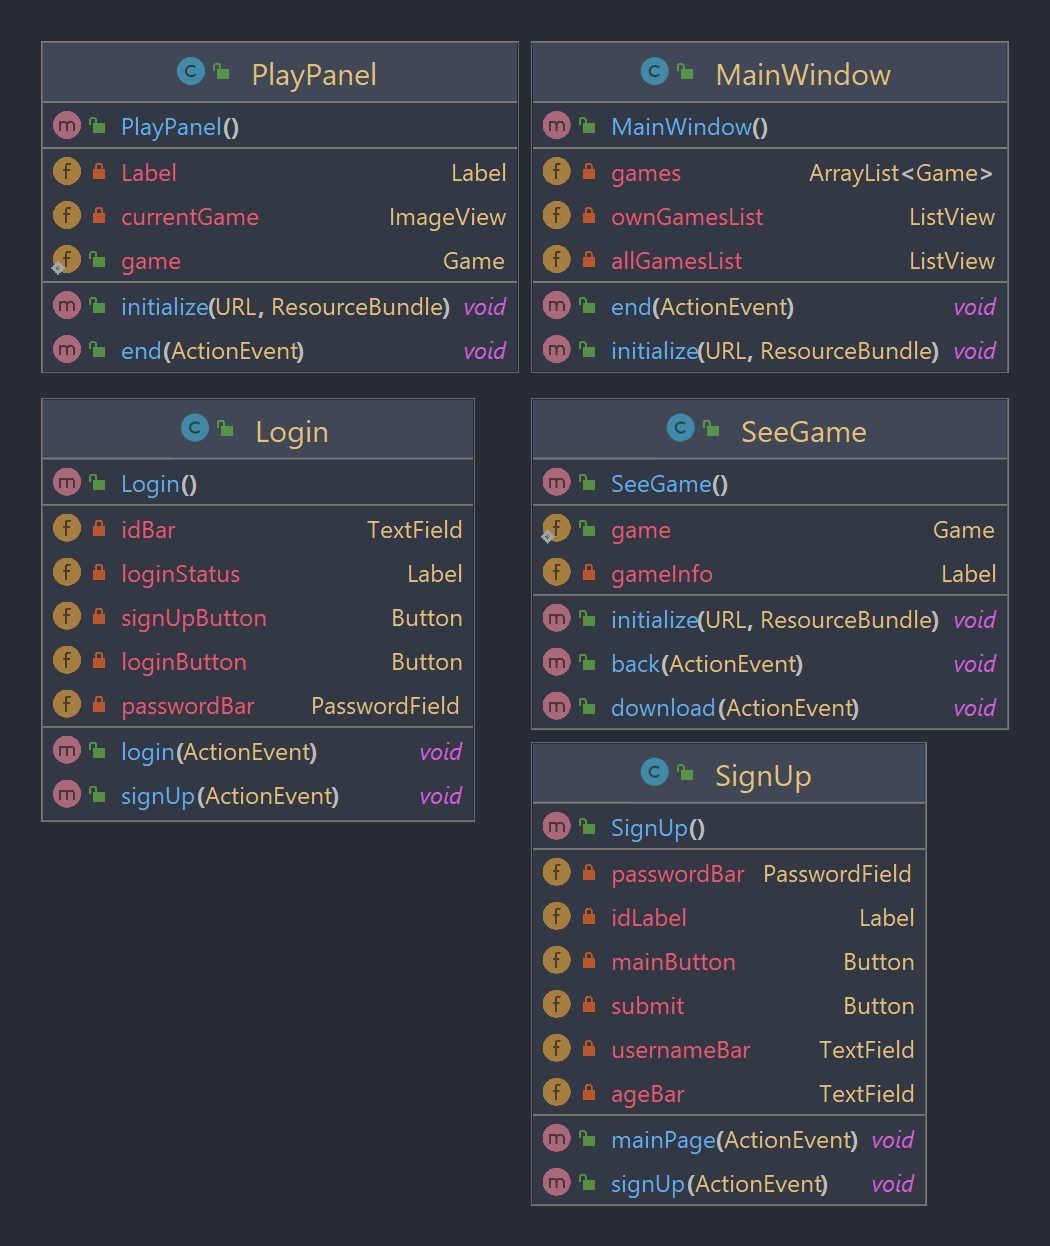 PlayPanel
PlayPanel()
Label Label
currentGame ImageView
game Game
initialize(URL, ResourceBundle) void
end(ActionEvent) void
MainWindow
MainWindow()
games ArrayList<Game>
ownGamesList ListView
allGamesList ListView
end(ActionEvent) void
initialize(URL, ResourceBundle) void
Login
Login()
idBar TextField
loginStatus Label
signUpButton Button
loginButton Button
passwordBar PasswordField
login(ActionEvent) void
signUp(ActionEvent) void
SeeGame
SeeGame()
game Game
gameInfo Label
initialize(URL, ResourceBundle) void
back(ActionEvent) void
download(ActionEvent) void
SignUp
SignUp()
passwordBar PasswordField
idLabel Label
mainButton Button
submit Button
usernameBar TextField
ageBar TextField
mainPage(ActionEvent) void
signUp(ActionEvent) void